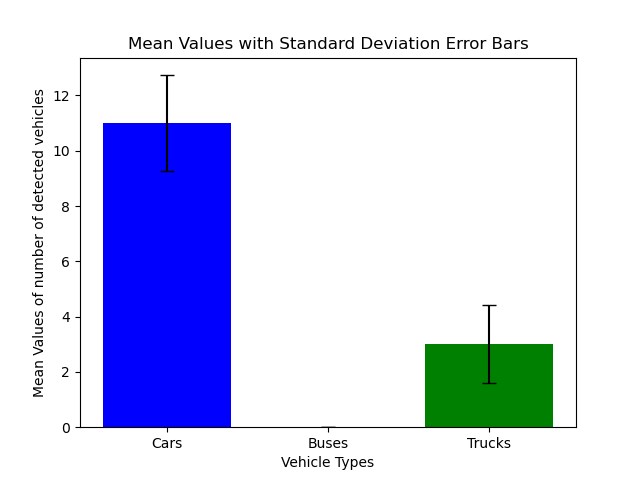 Mean Values with Standard Deviation Error Bars
Mean Values of number of detected vehicles
12
10
8
6
4
2
0
Cars Buses Trucks
Vehicle Types